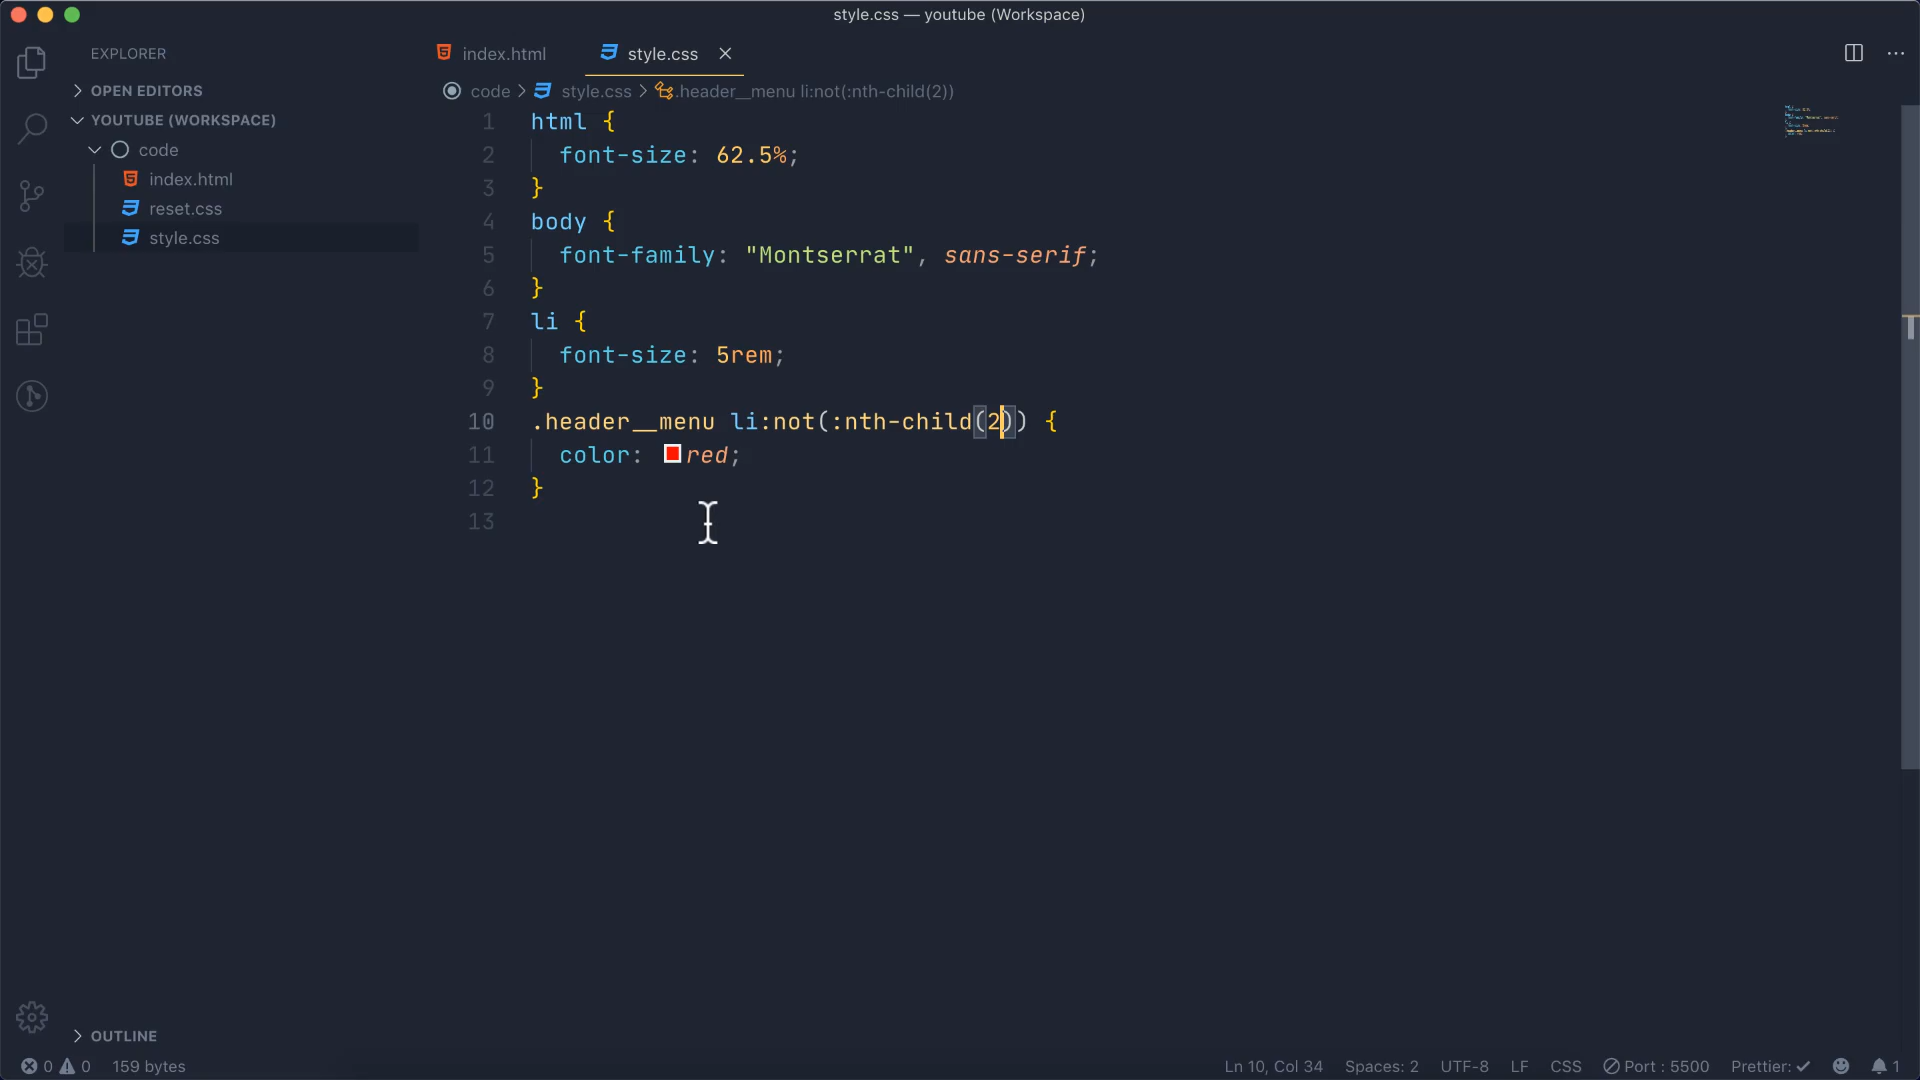 style.css — youtube (Workspace)
EXPLORER
OPEN EDITORS
YOUTUBE (WORKSPACE)
code
index.html
reset.css
style.css
OUTLINE
index.html
style.css
code > style.css > .header__menu li:not(:nth-child(2))
1 html {
2 font-size: 62.5%;
3 }
4 body {
5 font-family: "Montserrat", sans-serif;
6 }
7 li {
8 font-size: 5rem;
9 }
10 .header__menu li:not(:nth-child(2)) {
11 color: red;
12 }
13
0 0 159 bytes Ln 10, Col 34 Spaces: 2 UTF-8 LF CSS Port : 5500 Prettier: 1